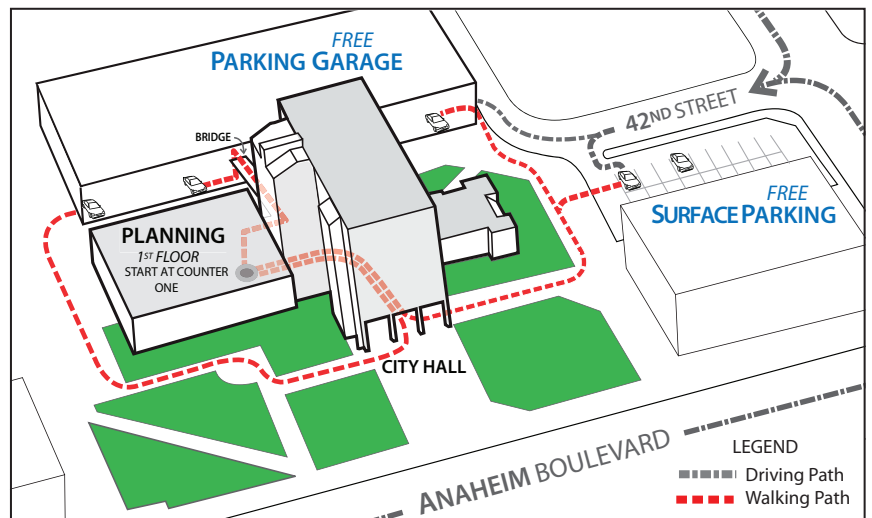 FREE
PARKING GARAGE
42ND STREET
BRIDGE
FREE
SURFACE PARKING
PLANNING
1ST FLOOR
START AT COUNTER
ONE
CITY HALL
ANAHEIM BOULEVARD
LEGEND
Driving Path
Walking Path